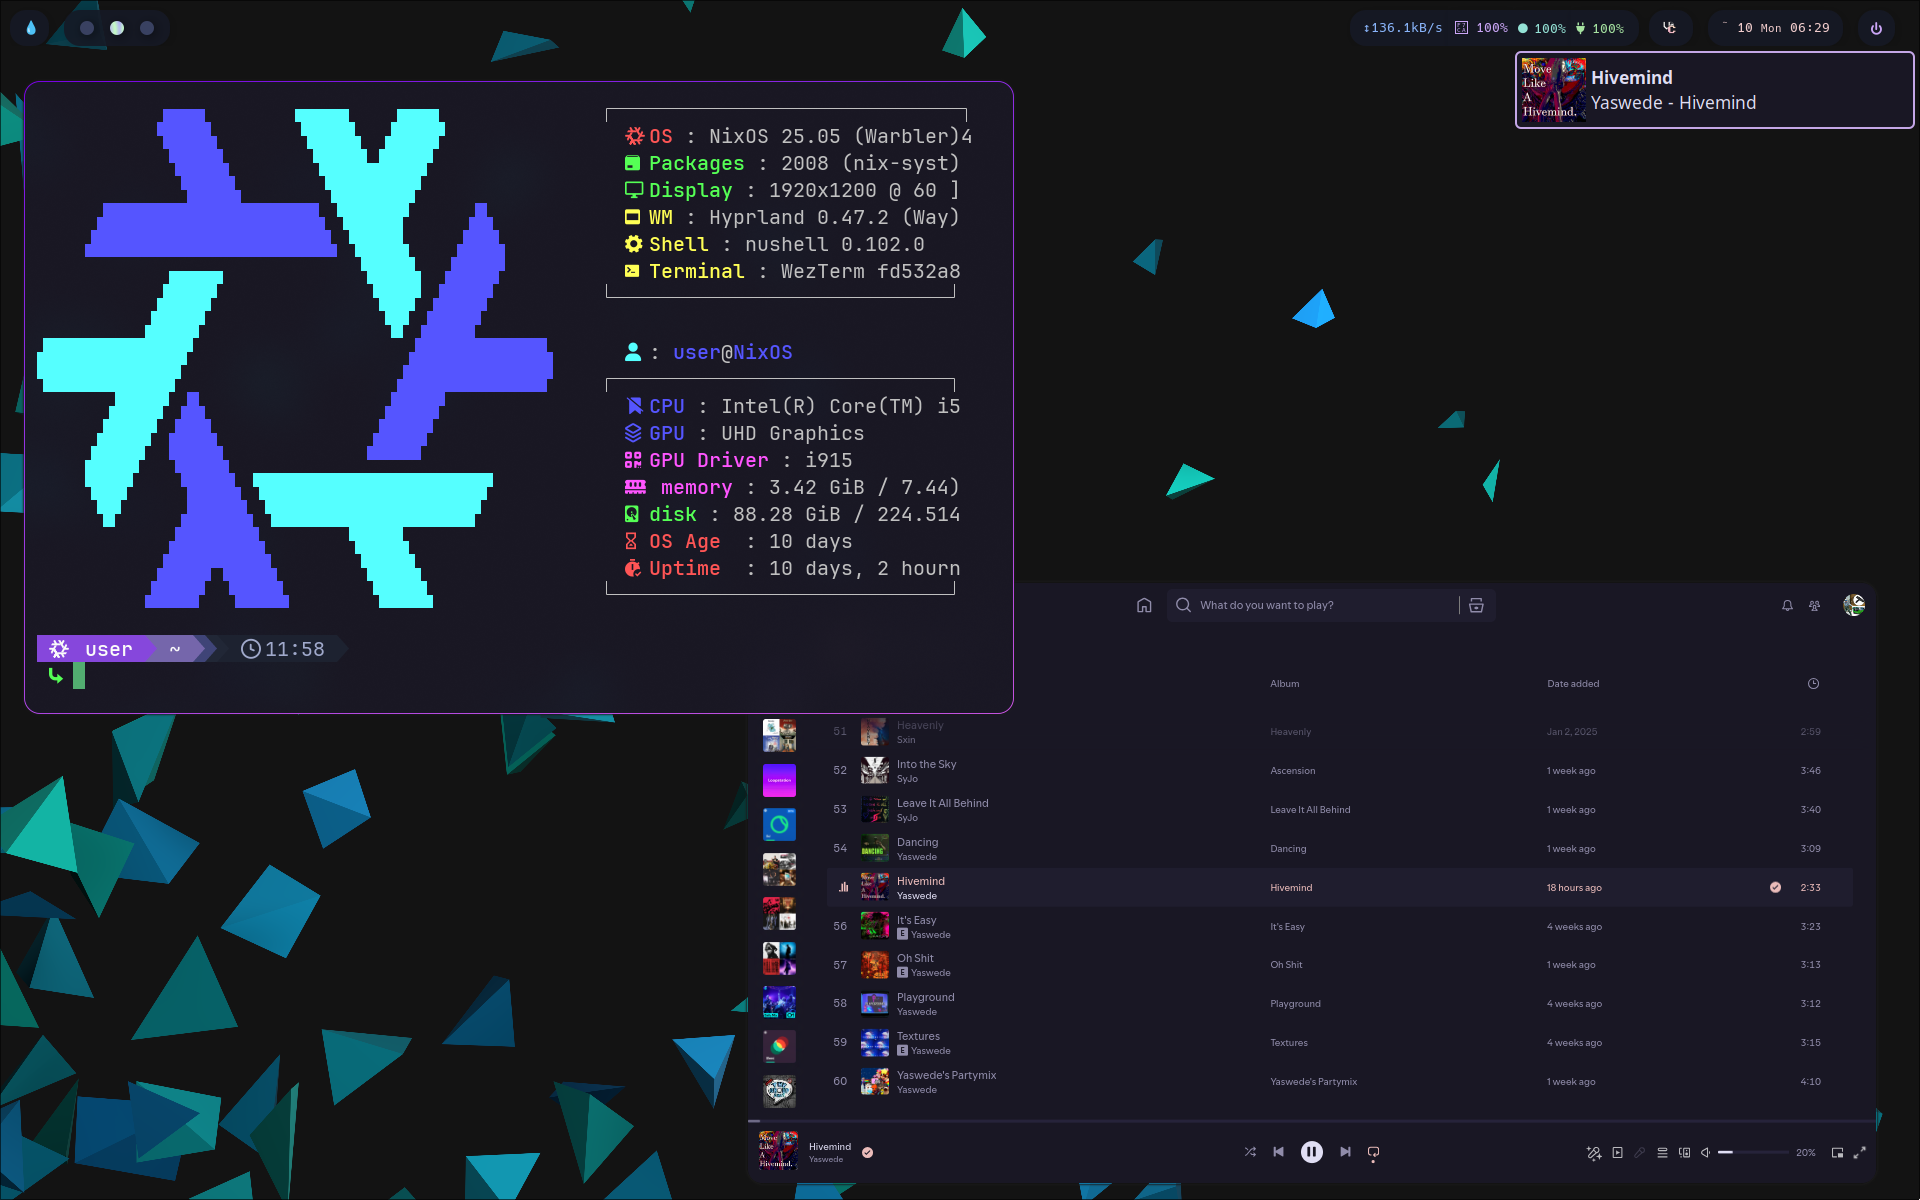 ↕136.1kB/s 100% 100% 100% 10 Mon 06:29
Move
Like
A
Hivemind.
Hivemind
Yaswede - Hivemind
OS : NixOS 25.05 (Warbler)4
Packages : 2008 (nix-syst)
Display : 1920x1200 @ 60 ]
WM : Hyprland 0.47.2 (Way)
Shell : nushell 0.102.0
Terminal : WezTerm fd532a8
: user@NixOS
CPU : Intel(R) Core(TM) i5
GPU : UHD Graphics
GPU Driver : i915
memory : 3.42 GiB / 7.44)
disk : 88.28 GiB / 224.514
OS Age : 10 days
Uptime : 10 days, 2 hourn
user ~ 11:58
What do you want to play?
Album Date added
51 Heavenly Heavenly Jan 2, 2025 2:59
Sxin
52 Into the Sky Ascension 1 week ago 3:46
SyJo
53 Leave It All Behind Leave It All Behind 1 week ago 3:40
SyJo
54 Dancing Dancing 1 week ago 3:09
Yaswede
Hivemind Hivemind 18 hours ago 2:33
Yaswede
56 It's Easy It's Easy 4 weeks ago 3:23
E Yaswede
57 Oh Shit Oh Shit 1 week ago 3:13
E Yaswede
58 Playground Playground 4 weeks ago 3:12
Yaswede
59 Textures Textures 4 weeks ago 3:15
E Yaswede
60 Yaswede's Partymix Yaswede's Partymix 1 week ago 4:10
Yaswede
Move
Like
A
Hivemind.
Hivemind
Yaswede
20%